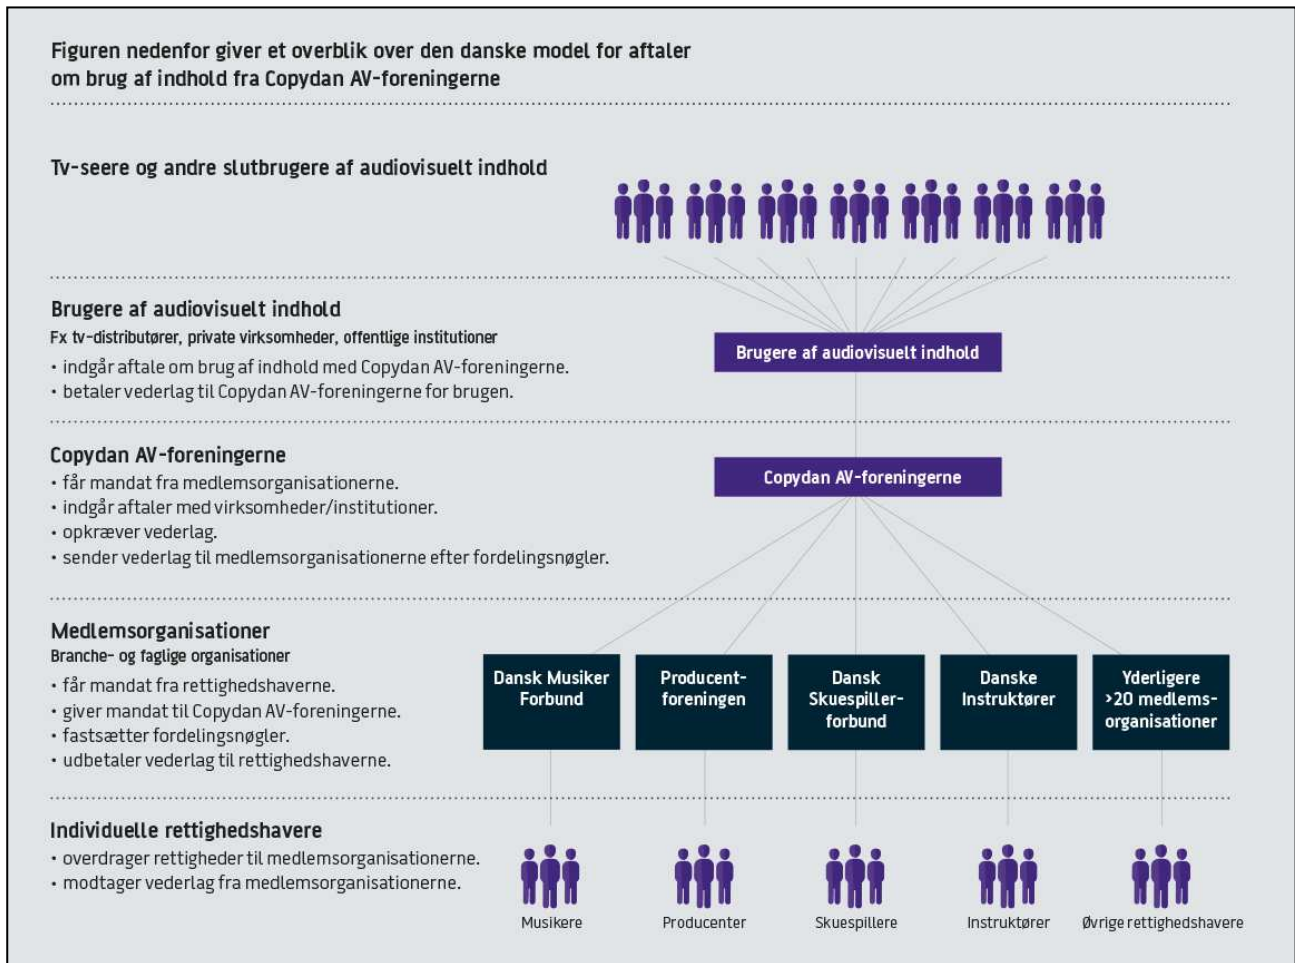 Figuren nedenfor giver et overblik over den danske model for aftaler
om brug af indhold fra Copydan AV-foreningerne
Tv-seere og andre slutbrugere af audiovisuelt indhold
Brugere af audiovisuelt indhold
Fx tv-distributører, private virksomheder, offentlige institutioner
• indgår aftale om brug af indhold med Copydan AV-foreningerne.
• betaler vederlag til Copydan AV-foreningerne for brugen.
Brugere af audiovisuelt indhold
Copydan AV-foreningerne
• får mandat fra medlemsorganisationerne.
• indgår aftaler med virksomheder/institutioner.
• opkræver vederlag.
• sender vederlag til medlemsorganisationerne efter fordelingsnøgler.
Copydan AV-foreningerne
Medlemsorganisationer
Branche- og faglige organisationer
• får mandat fra rettighedshaverne.
• giver mandat til Copydan AV-foreningerne.
• fastsætter fordelingsnøgler.
• udbetaler vederlag til rettighedshaverne.
Dansk Musiker
Forbund
Producent-
foreningen
Dansk
Skuespiller-
forbund
Danske
Instruktører
Yderligere
>20 medlems-
organisationer
Individuelle rettighedshavere
• overdrager rettigheder til medlemsorganisationerne.
• modtager vederlag fra medlemsorganisationerne.
Musikere
Producenter
Skuespillere
Instruktører
Øvrige rettighedshavere